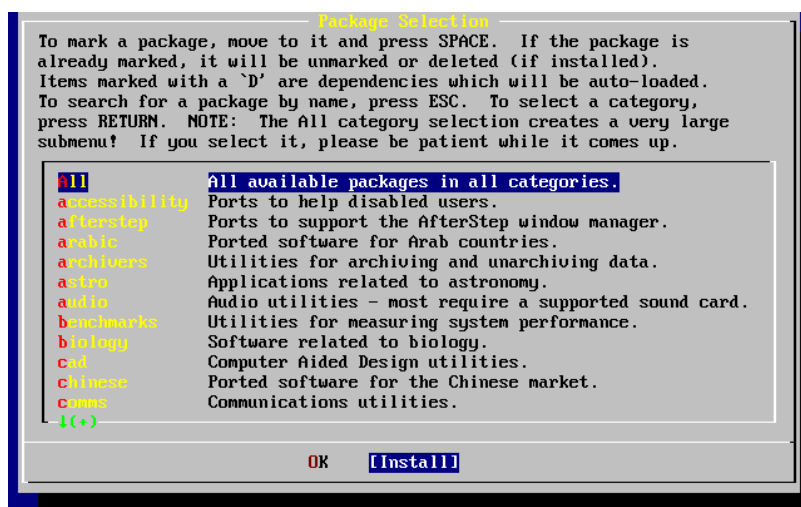 Package Selection
To mark a package, move to it and press SPACE.  If the package is
already marked, it will be unmarked or deleted (if installed).
Items marked with a `D' are dependencies which will be auto-loaded.
To search for a package by name, press ESC.  To select a category,
press RETURN.  NOTE:  The All category selection creates a very large
submenu!  If you select it, please be patient while it comes up.
All All available packages in all categories.
accessibility Ports to help disabled users.
afterstep Ports to support the AfterStep window manager.
arabic Ported software for Arab countries.
archivers Utilities for archiving and unarchiving data.
astro Applications related to astronomy.
audio Audio utilities - most require a supported sound card.
benchmarks Utilities for measuring system performance.
biology Software related to biology.
cad Computer Aided Design utilities.
chinese Ported software for the Chinese market.
comms Communications utilities.
↓(+)
OK [Install]